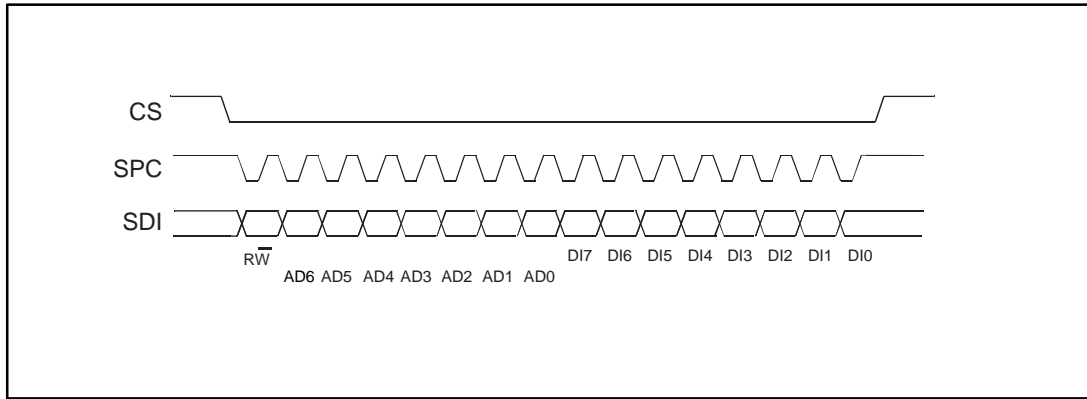 CS
SPC
SDI
RW̅
DI7 DI6 DI5 DI4 DI3 DI2 DI1 DI0
AD6 AD5 AD4 AD3 AD2 AD1 AD0